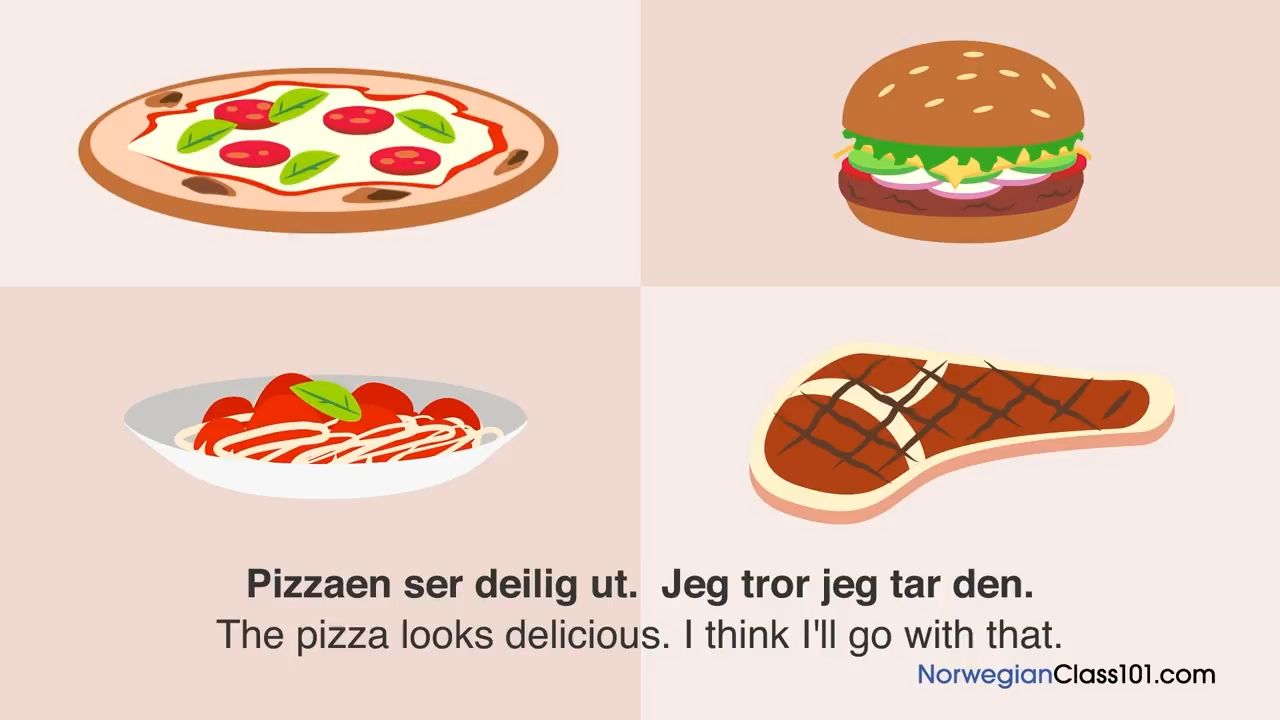 Pizzaen ser deilig ut. Jeg tror jeg tar den.
The pizza looks delicious. I think I'll go with that.
NorwegianClass101.com